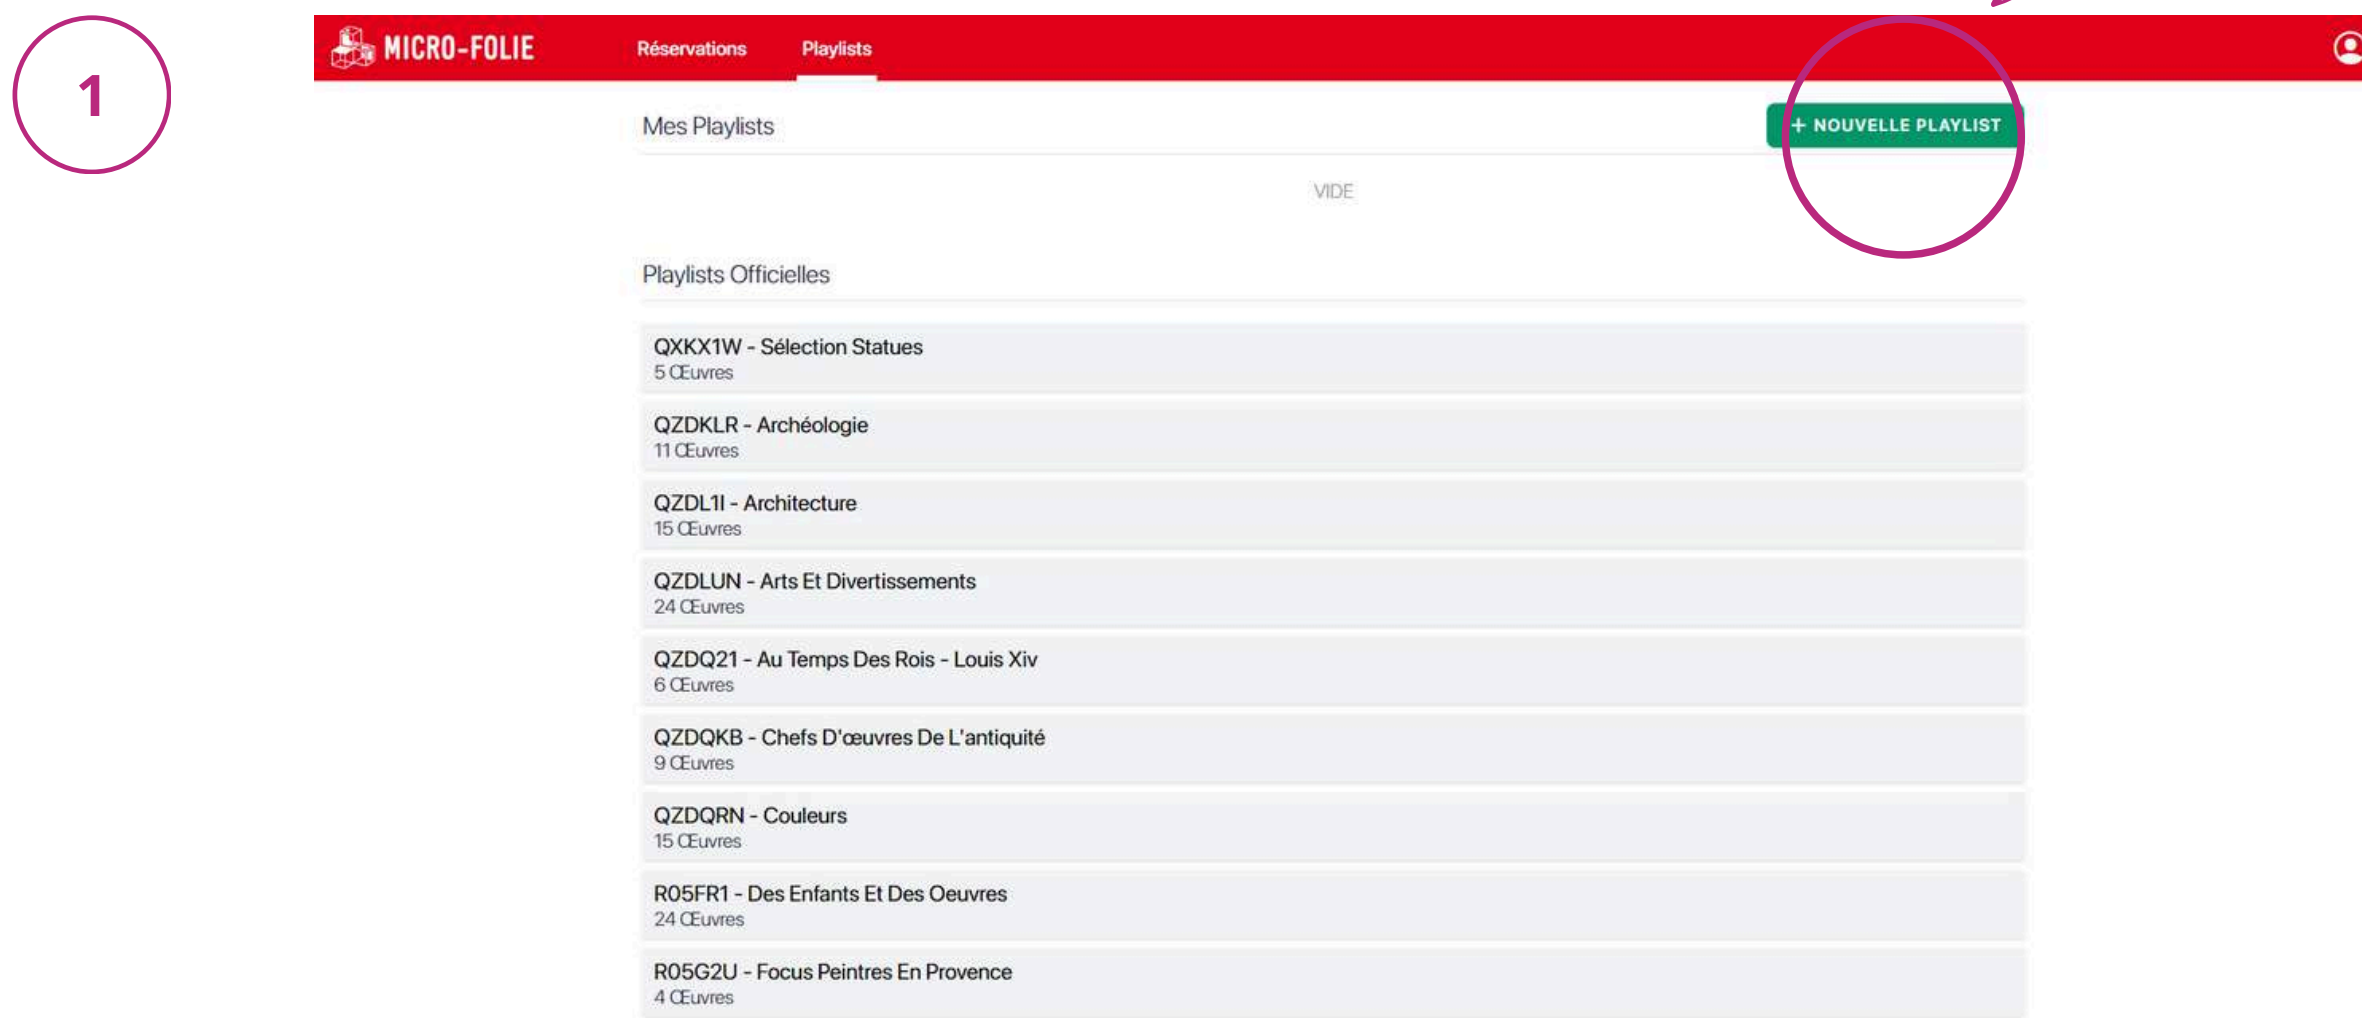 1
MICRO-FOLIE
Réservations Playlists
Mes Playlists
+ NOUVELLE PLAYLIST
VIDE
Playlists Officielles
QXKX1W - Sélection Statues
5 Œuvres
QZDKLR - Archéologie
11 Œuvres
QZDL1I - Architecture
15 Œuvres
QZDLUN - Arts Et Divertissements
24 Œuvres
QZDQ21 - Au Temps Des Rois - Louis Xiv
6 Œuvres
QZDQKB - Chefs D'œuvres De L'antiquité
9 Œuvres
QZDQRN - Couleurs
15 Œuvres
R05FR1 - Des Enfants Et Des Oeuvres
24 Œuvres
R05G2U - Focus Peintres En Provence
4 Œuvres